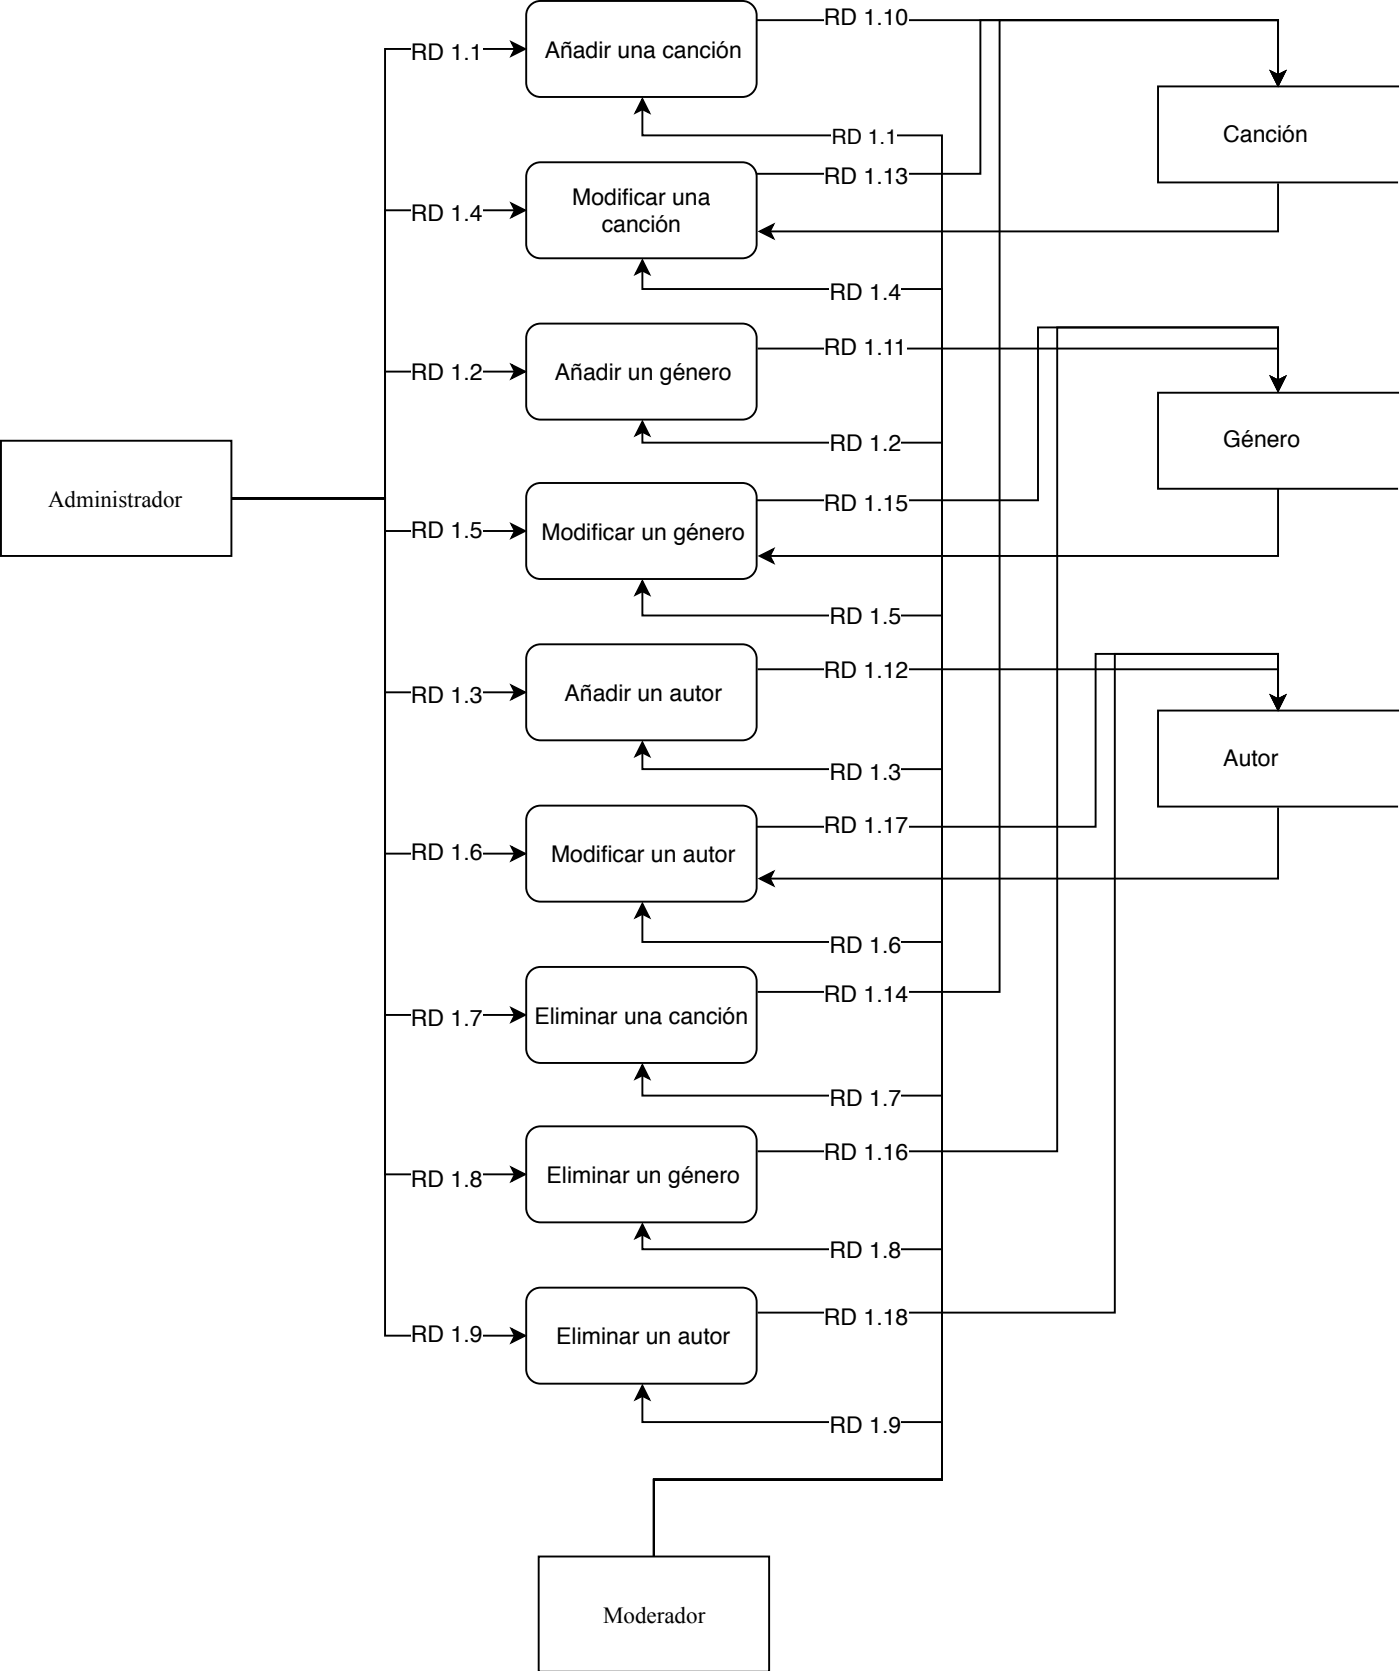 RD 1.10
RD 1.1
Añadir una canción
Canción
RD 1.1
RD 1.13
RD 1.4
Modificar una
canción
RD 1.4
RD 1.11
RD 1.2
Añadir un género
Género
RD 1.2
Administrador
RD 1.15
RD 1.5
Modificar un género
RD 1.5
RD 1.12
RD 1.3
Añadir un autor
Autor
RD 1.3
RD 1.17
RD 1.6
Modificar un autor
RD 1.6
RD 1.14
RD 1.7
Eliminar una canción
RD 1.7
RD 1.16
RD 1.8
Eliminar un género
RD 1.8
RD 1.18
RD 1.9
Eliminar un autor
RD 1.9
Moderador